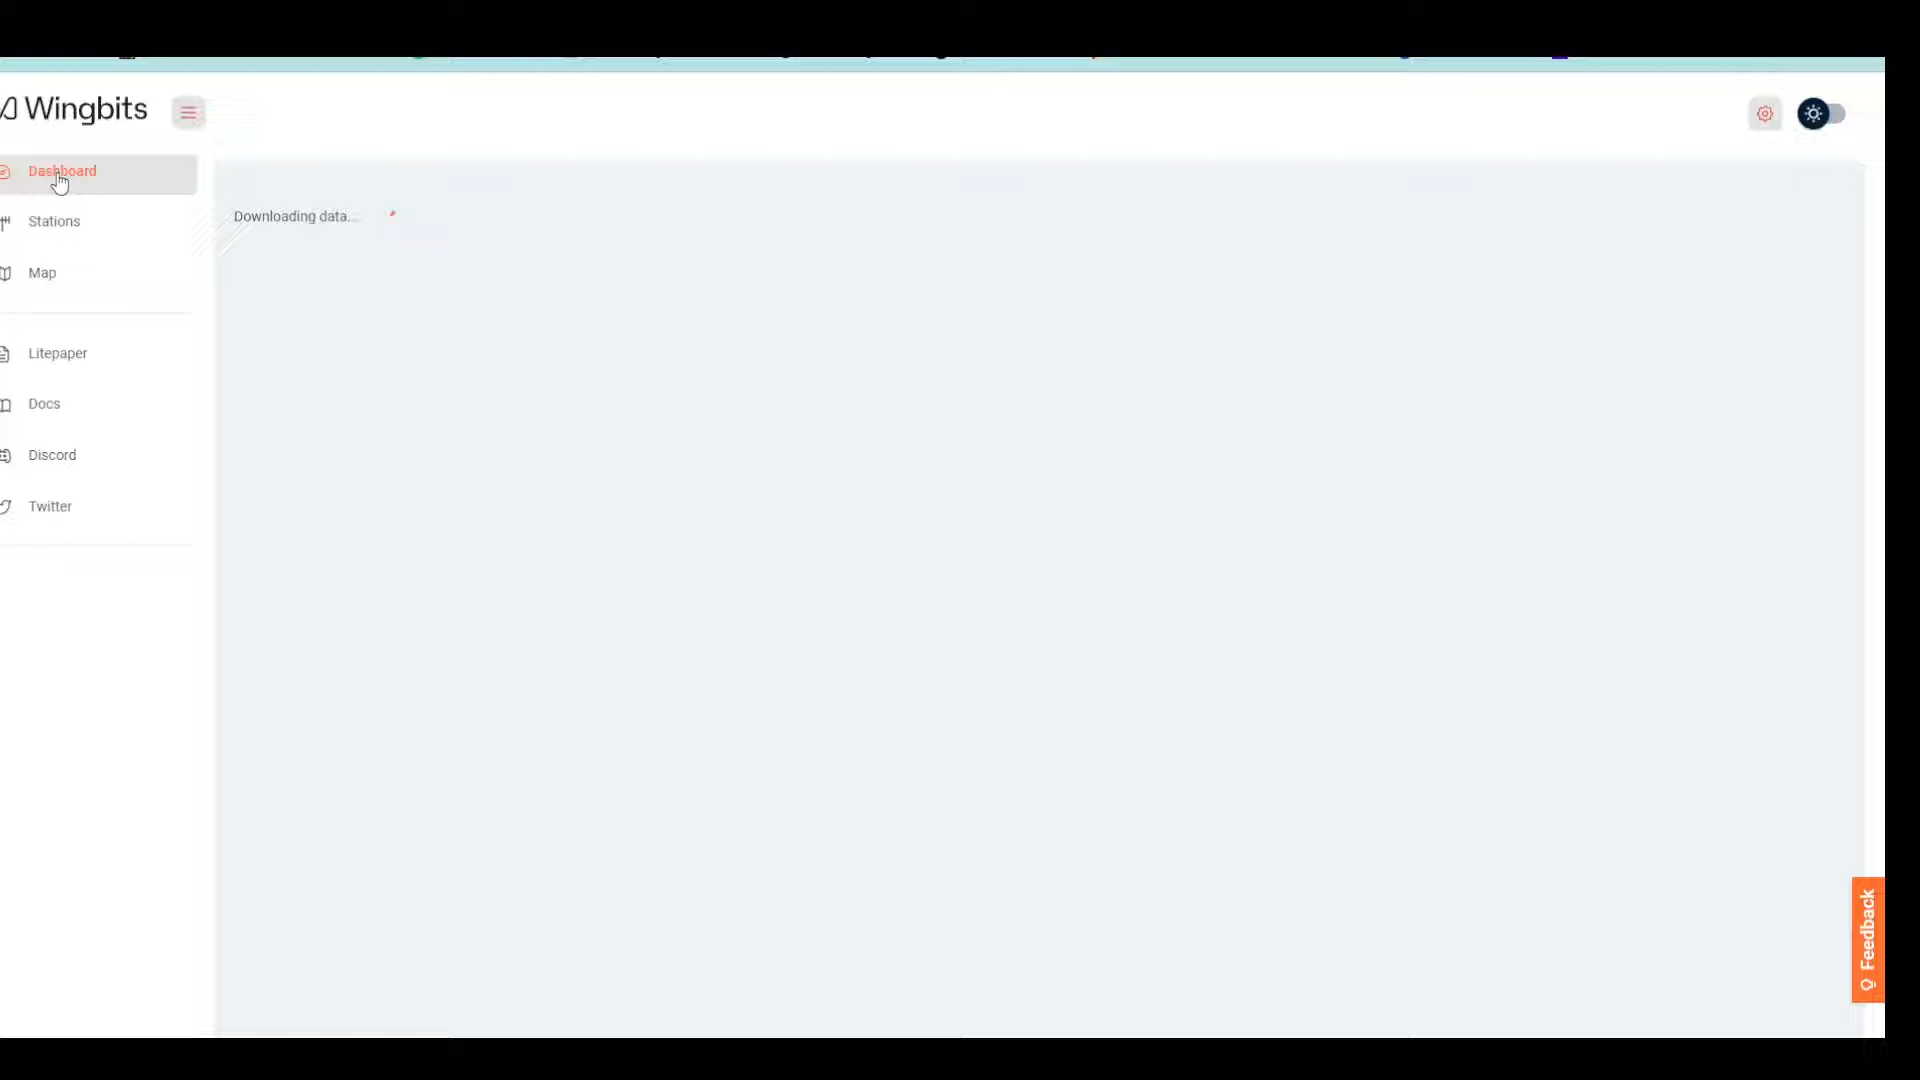 Wingbits
Dashboard
Stations
Map
Litepaper
Docs
Discord
Twitter
Downloading data...
Feedback